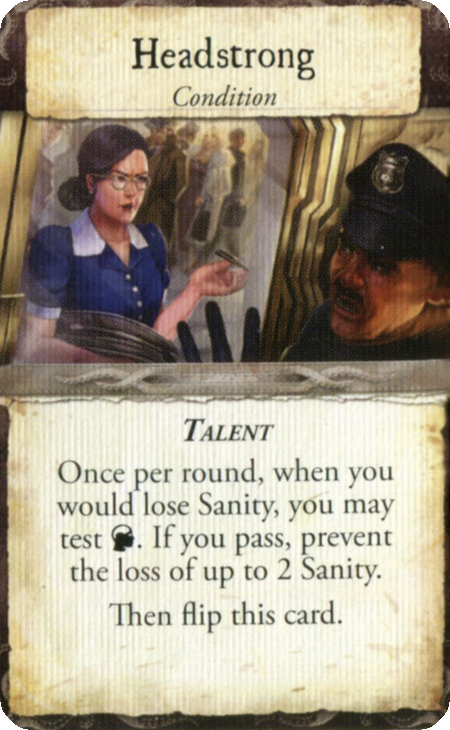 Headstrong
Condition
TALENT
Once per round, when you
would lose Sanity, you may
test . If you pass, prevent
the loss of up to 2 Sanity.
Then flip this card.